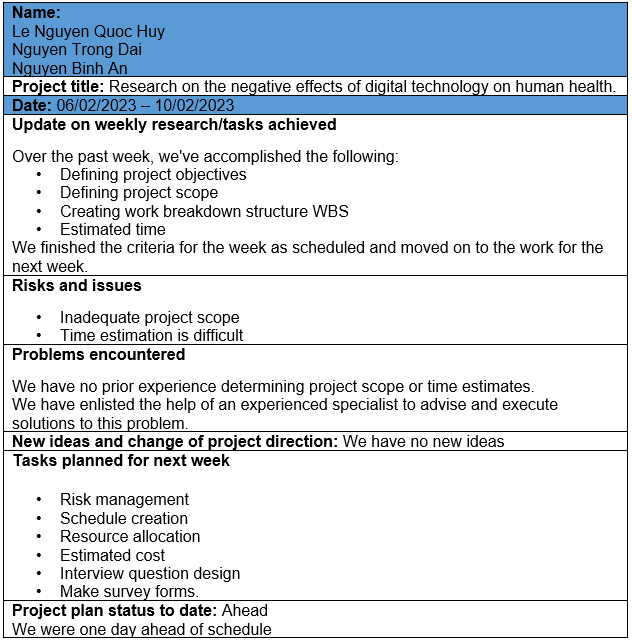 Name:
Le Nguyen Quoc Huy
Nguyen Trong Dai
Nguyen Binh An
Project title: Research on the negative effects of digital technology on human health.
Date: 06/02/2023 – 10/02/2023
Update on weekly research/tasks achieved
Over the past week, we've accomplished the following:
• Defining project objectives
• Defining project scope
• Creating work breakdown structure WBS
• Estimated time
We finished the criteria for the week as scheduled and moved on to the work for the
next week.
Risks and issues
• Inadequate project scope
• Time estimation is difficult
Problems encountered
We have no prior experience determining project scope or time estimates.
We have enlisted the help of an experienced specialist to advise and execute
solutions to this problem.
New ideas and change of project direction: We have no new ideas
Tasks planned for next week
• Risk management
• Schedule creation
• Resource allocation
• Estimated cost
• Interview question design
• Make survey forms.
Project plan status to date: Ahead
We were one day ahead of schedule